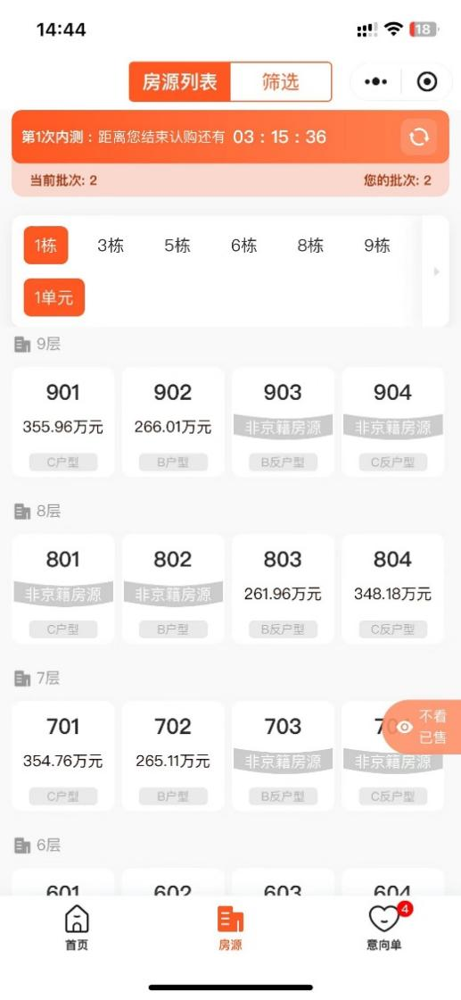 14:44
18
房源列表 筛选
第1次内测：距离您结束认购还有 03 : 15 : 36
当前批次: 2 您的批次: 2
1栋 3栋 5栋 6栋 8栋 9栋
1单元
9层
901 902 903 904
355.96万元 266.01万元 非京籍房源 非京籍房源
C户型 B户型 B反户型 C反户型
8层
801 802 803 804
非京籍房源 非京籍房源 261.96万元 348.18万元
C户型 B户型 B反户型 C反户型
7层
701 702 703
不看
已售
354.76万元 265.11万元 非京籍房源 非京籍房源
C户型 B户型 B反户型 C反户型
6层
601 602 603 604
4
首页 房源 意向单